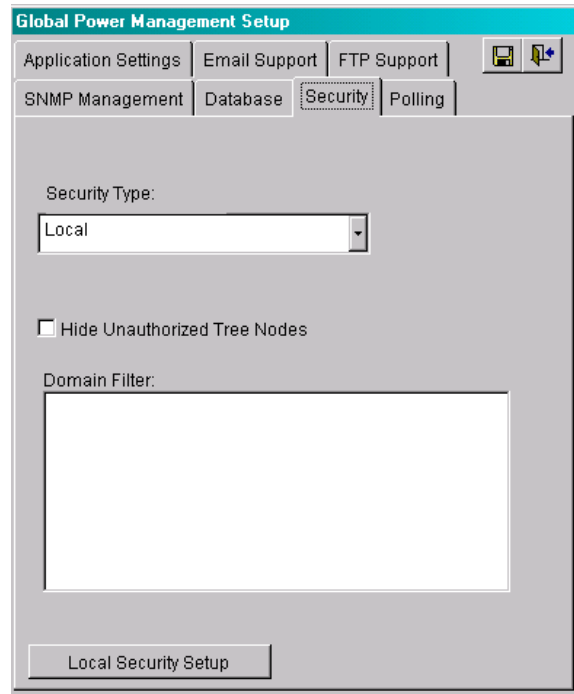 Global Power Management Setup
Application Settings Email Support FTP Support
SNMP Management Database Security Polling
Security Type:
Local
Hide Unauthorized Tree Nodes
Domain Filter:
Local Security Setup